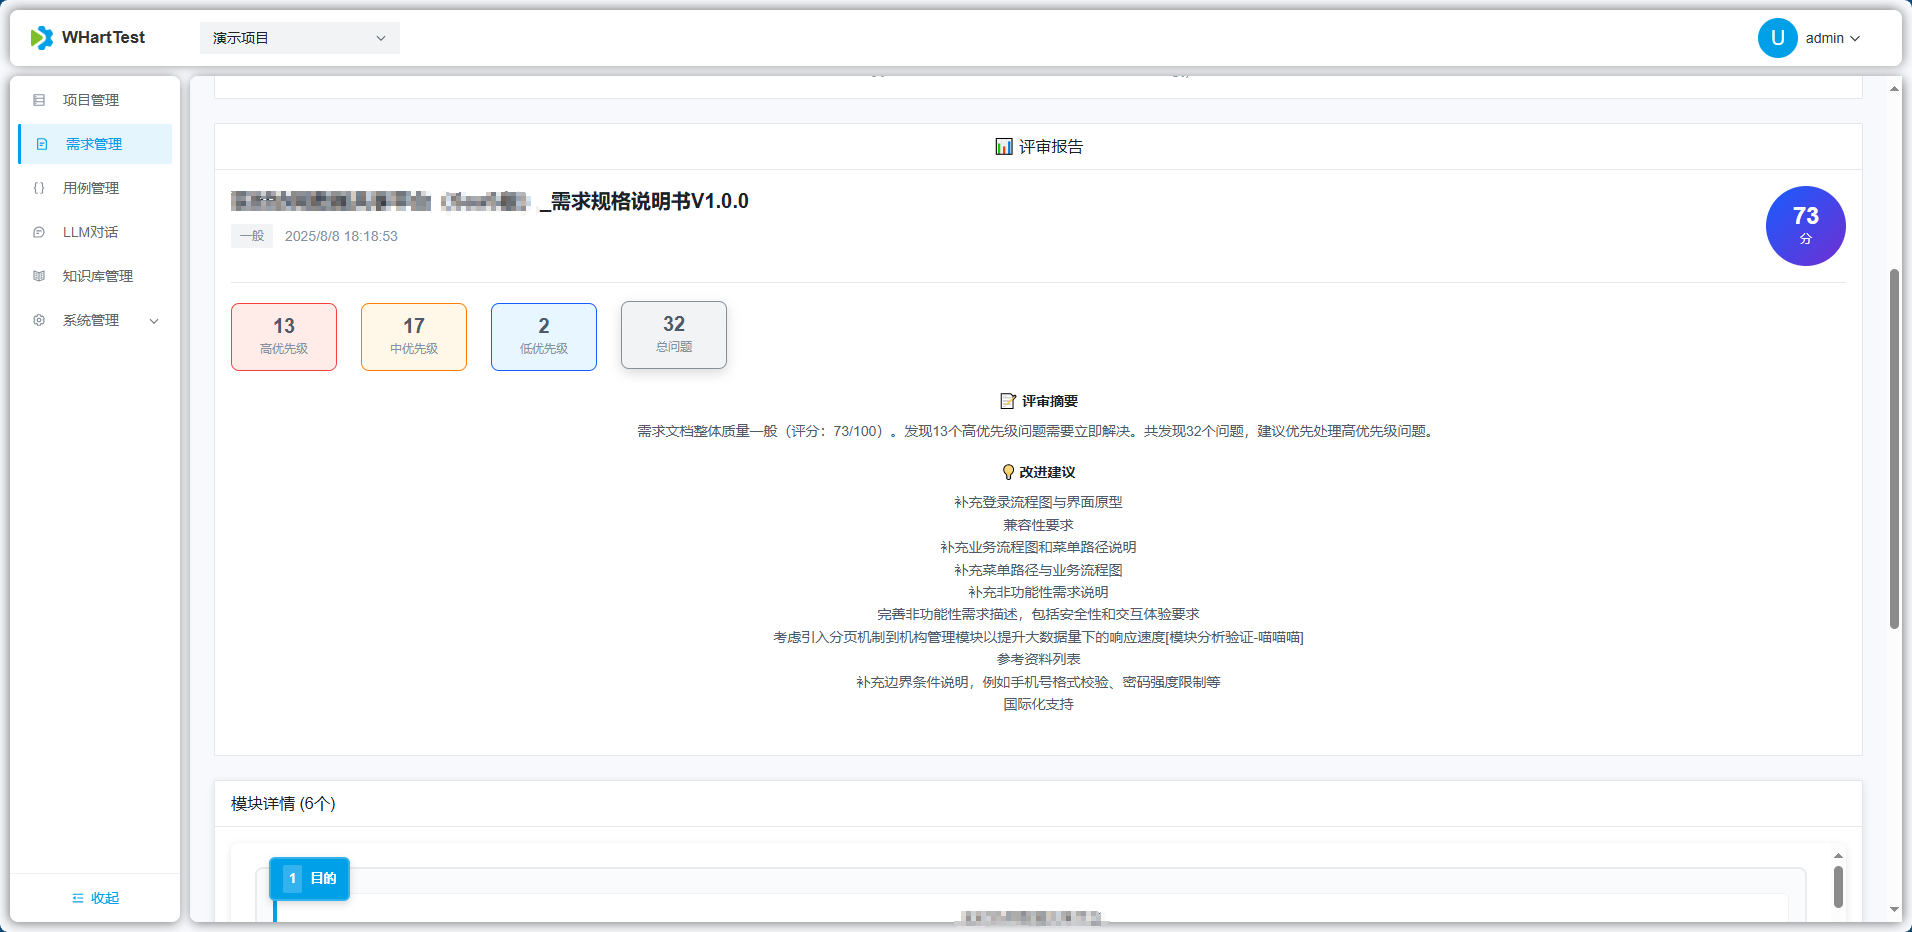 WHartTest
演示项目
U
admin
项目管理
需求管理
用例管理
LLM对话
知识库管理
系统管理
收起
评审报告
_需求规格说明书V1.0.0
一般
2025/8/8 18:18:53
73
分
13
高优先级
17
中优先级
2
低优先级
32
总问题
评审摘要
需求文档整体质量一般（评分：73/100）。发现13个高优先级问题需要立即解决。共发现32个问题，建议优先处理高优先级问题。
改进建议
补充登录流程图与界面原型
兼容性要求
补充业务流程图和菜单路径说明
补充菜单路径与业务流程图
补充非功能性需求说明
完善非功能性需求描述，包括安全性和交互体验要求
考虑引入分页机制到机构管理模块以提升大数据量下的响应速度[模块分析验证-喵喵喵]
参考资料列表
补充边界条件说明，例如手机号格式校验、密码强度限制等
国际化支持
模块详情 (6个)
1
目的